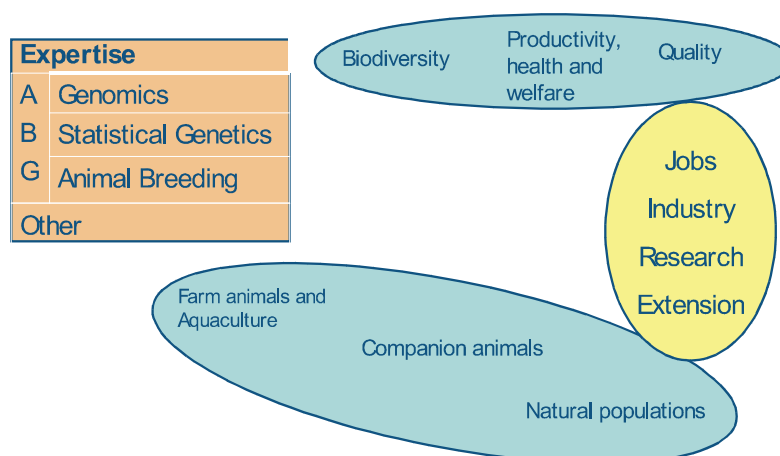 Expertise
A Genomics
B Statistical Genetics
G Animal Breeding
Other
Biodiversity
Productivity,
health and
welfare
Quality
Jobs
Industry
Research
Extension
Farm animals and
Aquaculture
Companion animals
Natural populations